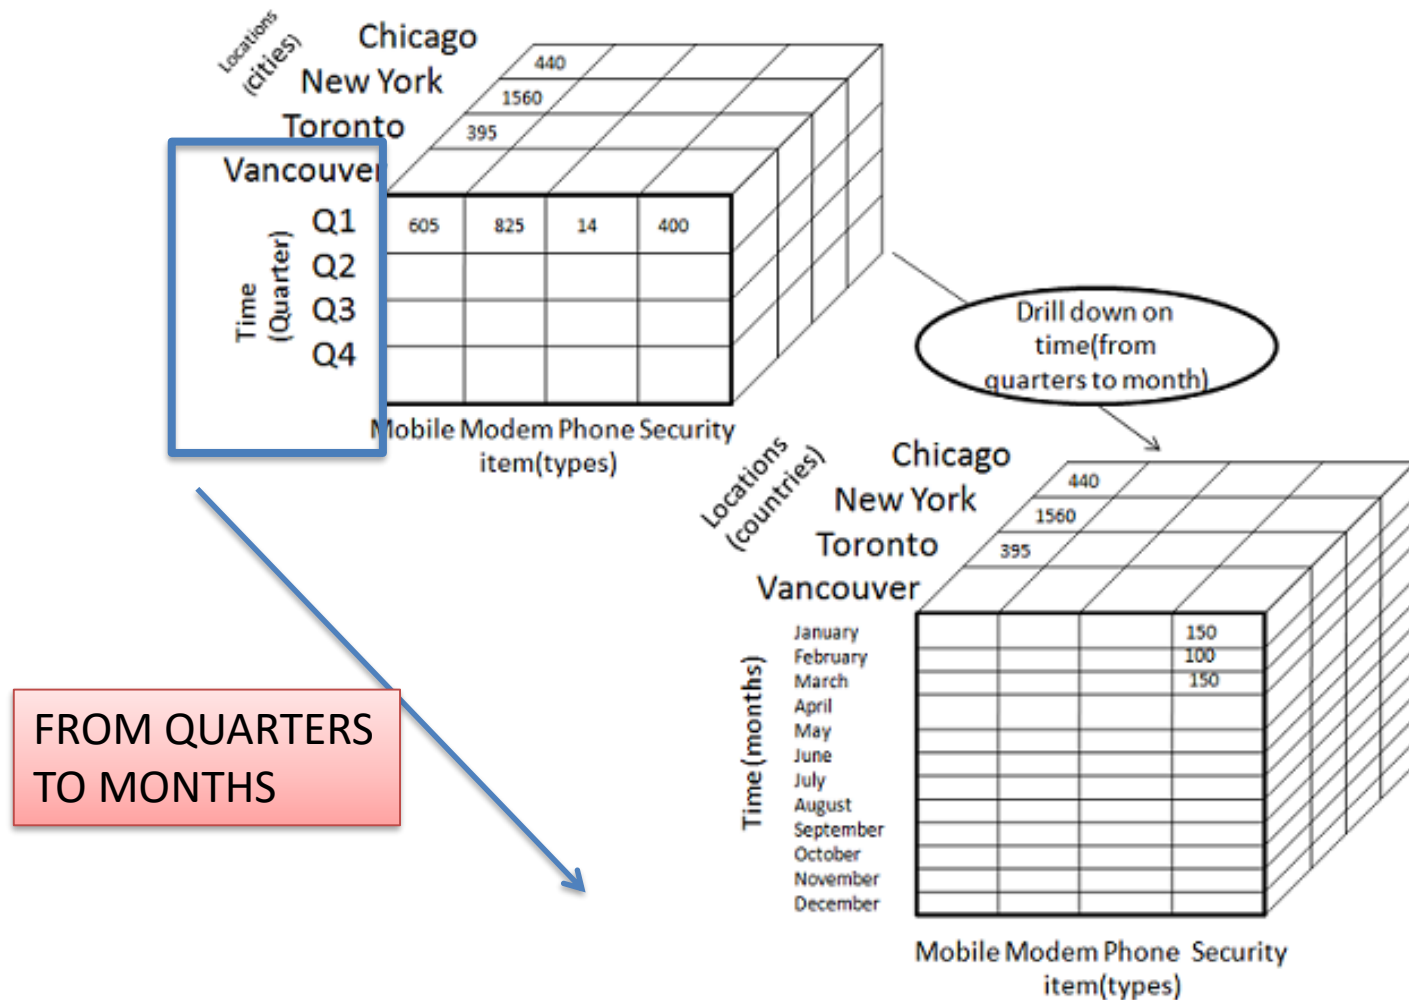 Locations
(cities)
Chicago
New York
Toronto
Vancouver
440
1560
395
Time
(Quarter)
Q1
Q2
Q3
Q4
605 825 14 400
Mobile Modem Phone Security
item(types)
Drill down on
time(from
quarters to month)
FROM QUARTERS
TO MONTHS
Locations
(countries)
Chicago
New York
Toronto
Vancouver
440
1560
395
Time(months)
January 150
February 100
March 150
April
May
June
July
August
September
October
November
December
Mobile Modem Phone Security
item(types)